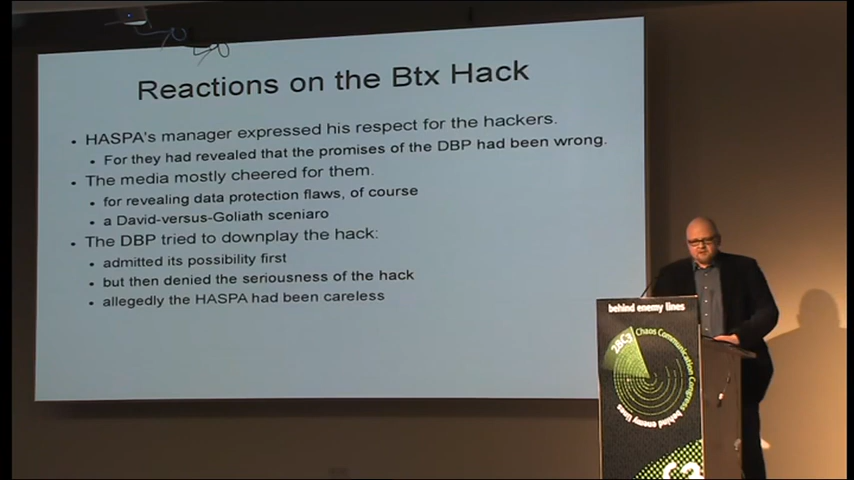 Reactions on the Btx Hack
• HASPA's manager expressed his respect for the hackers.
• For they had revealed that the promises of the DBP had been wrong.
• The media mostly cheered for them.
• for revealing data protection flaws, of course
• a David-versus-Goliath sceniaro
• The DBP tried to downplay the hack:
• admitted its possibility first
• but then denied the seriousness of the hack
• allegedly the HASPA had been careless
behind enemy lines
28C3
Chaos Communication Congress
behind enemy lines